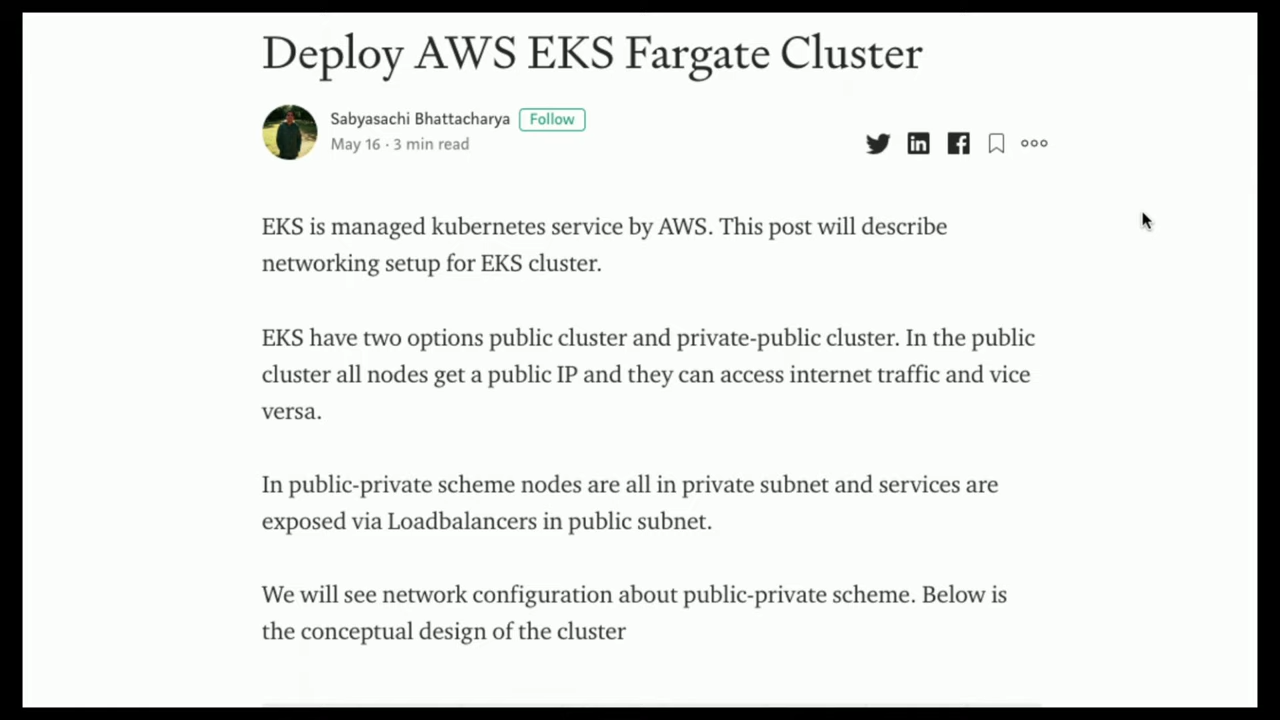 Deploy AWS EKS Fargate Cluster
Sabyasachi Bhattacharya Follow
May 16 · 3 min read
EKS is managed kubernetes service by AWS. This post will describe
networking setup for EKS cluster.
EKS have two options public cluster and private-public cluster. In the public
cluster all nodes get a public IP and they can access internet traffic and vice
versa.
In public-private scheme nodes are all in private subnet and services are
exposed via Loadbalancers in public subnet.
We will see network configuration about public-private scheme. Below is
the conceptual design of the cluster